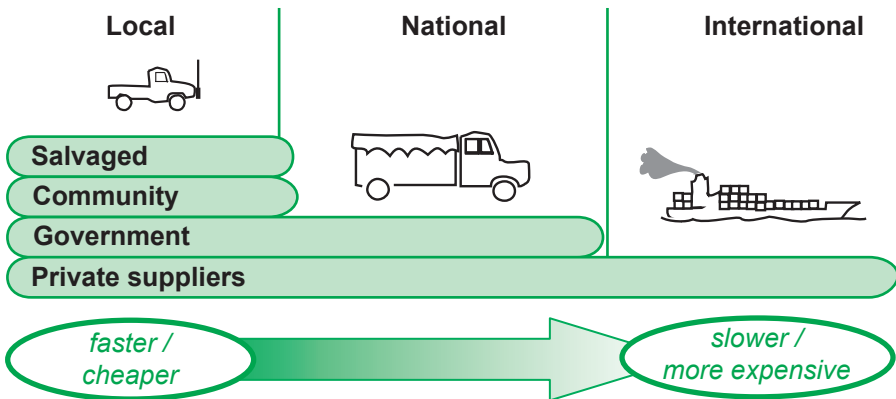 Local
National
International
Salvaged
Community
Government
Private suppliers
faster /
cheaper
slower /
more expensive